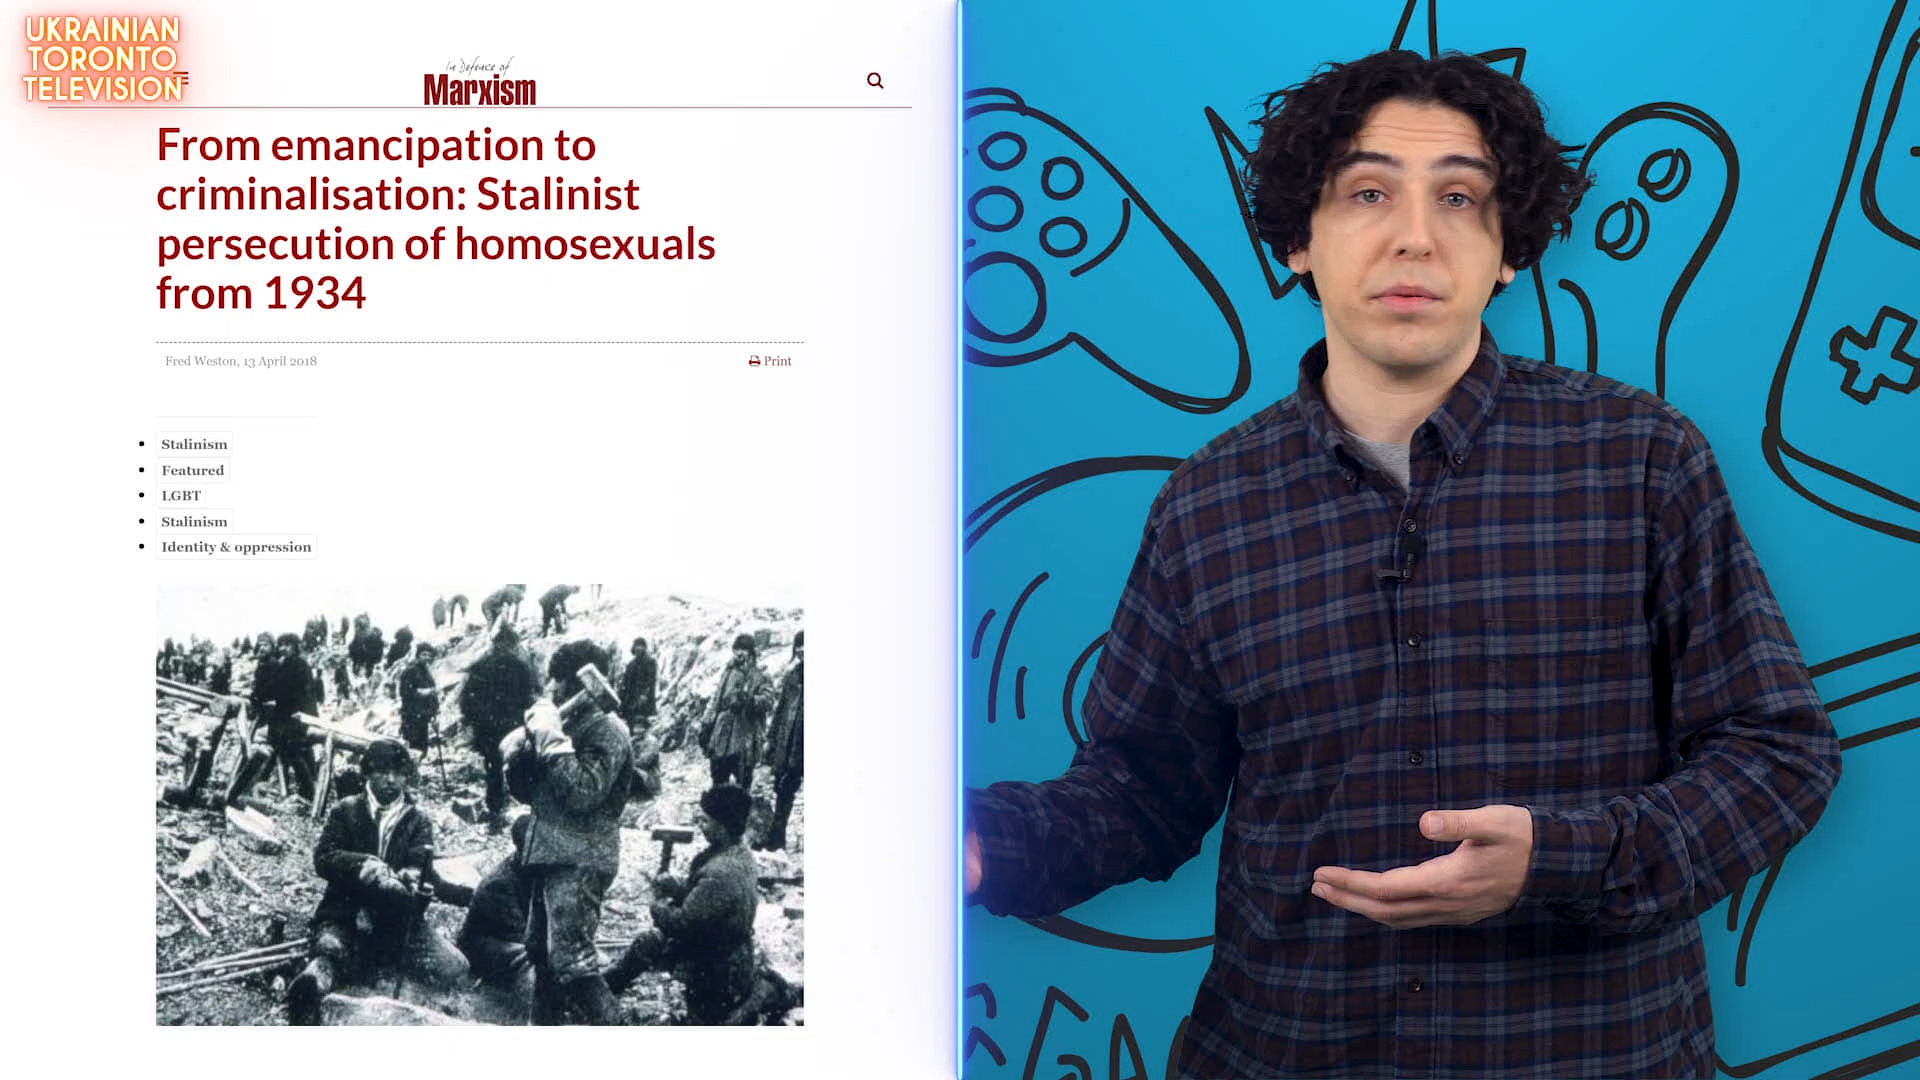 UKRAINIAN
TORONTO
TELEVISION
In Defence of
Marxism
From emancipation to
criminalisation: Stalinist
persecution of homosexuals
from 1934
Fred Weston, 13 April 2018
Print
Stalinism
Featured
LGBT
Stalinism
Identity & oppression